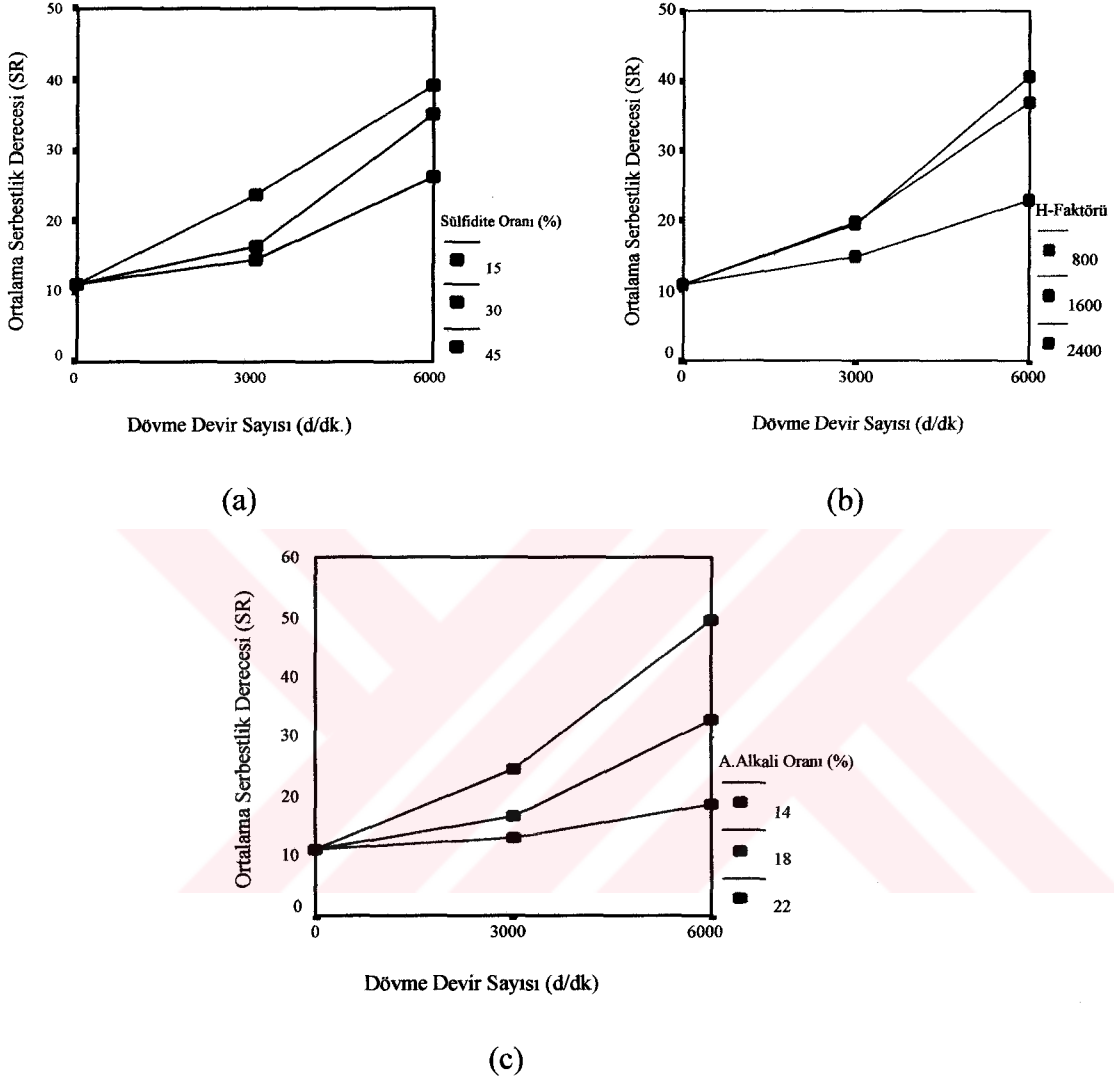 50
40
30
20
10
0
Ortalama Serbestlik Derecesi (SR)
0 3000 6000
Dövme Devir Sayısı (d/dk.)
Sülfidite Oranı (%)
15
30
45
(a)
50
40
30
20
10
0
Ortalama Serbestlik Derecesi (SR)
0 3000 6000
Dövme Devir Sayısı (d/dk)
H-Faktörü
800
1600
2400
(b)
60
50
40
30
20
10
0
Ortalama Serbestlik Derecesi (SR)
0 3000 6000
Dövme Devir Sayısı (d/dk)
A.Alkali Oranı (%)
14
18
22
(c)